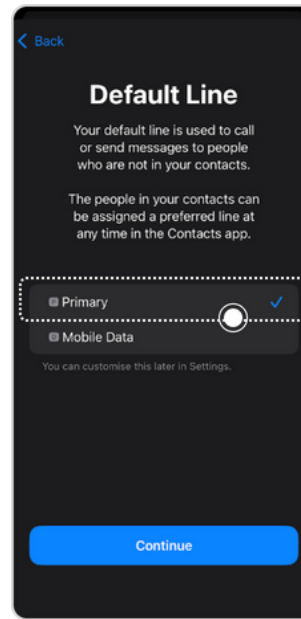 Back
Default Line
Your default line is used to call
or send messages to people
who are not in your contacts.
The people in your contacts can
be assigned a preferred line at
any time in the Contacts app.
P Primary
Mobile Data
You can customise this later in Settings.
Continue